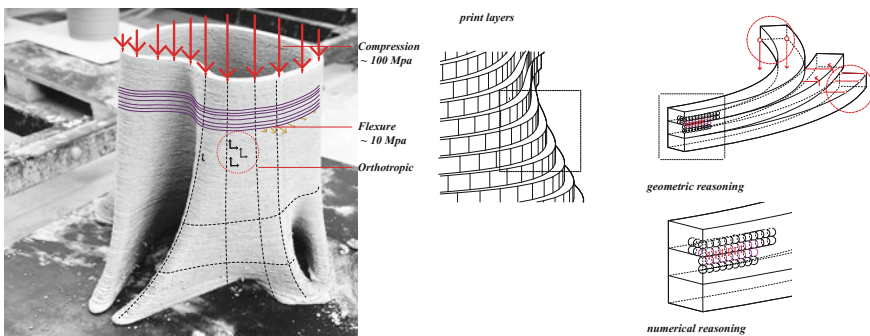 Compression
~ 100 Mpa
Flexure
~ 10 Mpa
Orthotropic
print layers
geometric reasoning
numerical reasoning